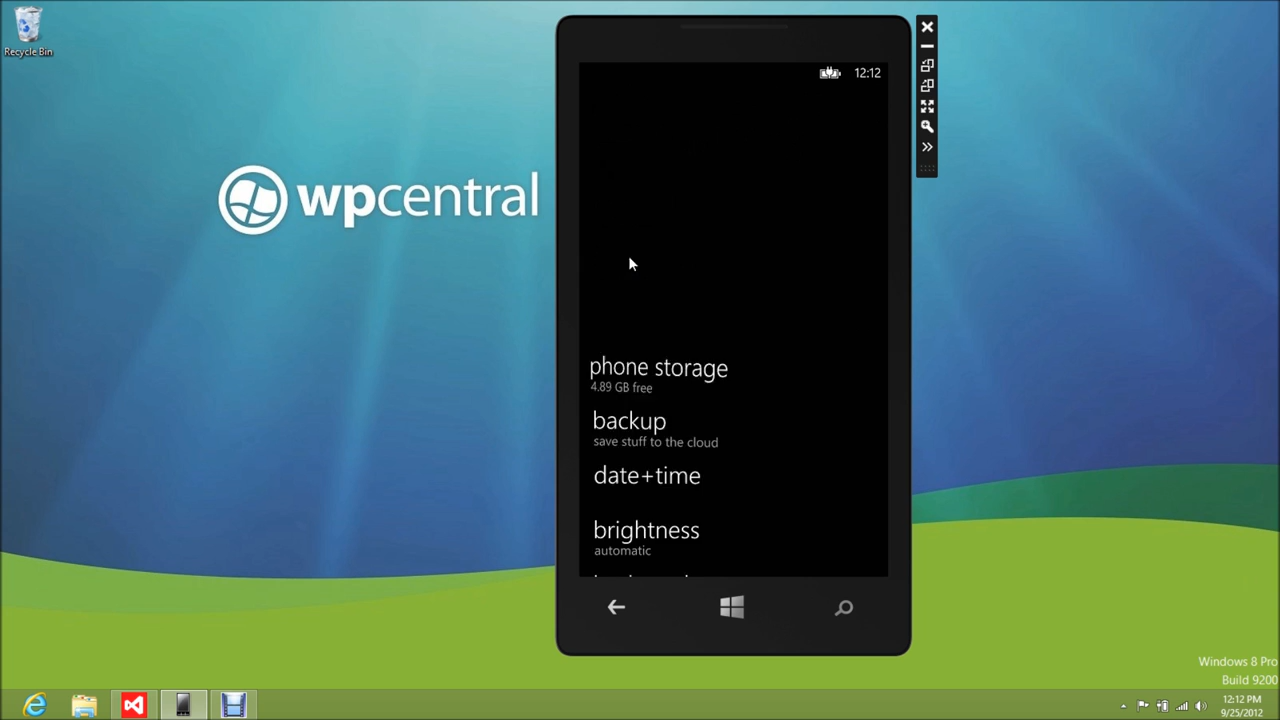 Recycle Bin
wpcentral
12:12
phone storage
4.89 GB free
backup
save stuff to the cloud
date+time
brightness
automatic
Windows 8 Pro
Build 9200
12:12 PM
9/25/2012